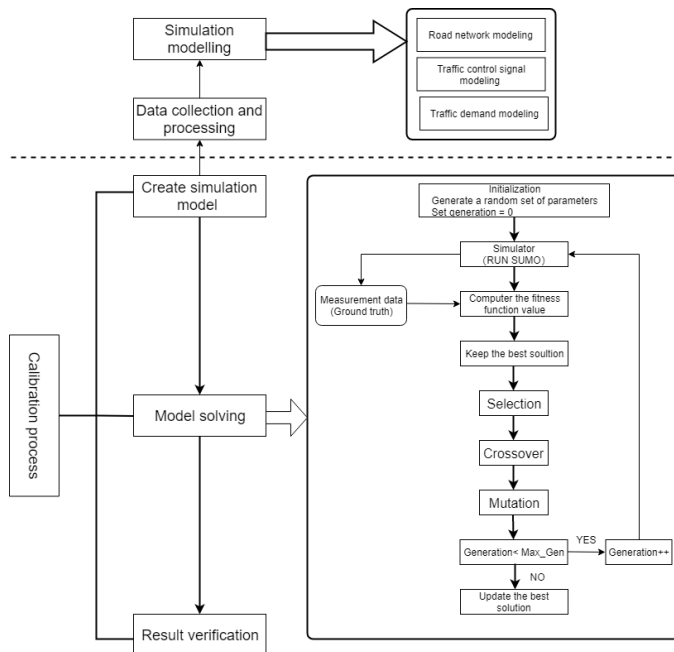 Simulation
modelling
Road network modeling
Traffic control signal
modeling
Traffic demand modeling
Data collection and
processing
Create simulation
model
Calibration process
Model solving
Result verification
Initialization
Generate a random set of parameters
Set generation = 0
Simulator
(RUN SUMO)
Measurement data
(Ground truth)
Computer the fitness
function value
Keep the best soultion
Selection
Crossover
Mutation
Generation< Max_Gen
YES
Generation++
NO
Update the best
solution